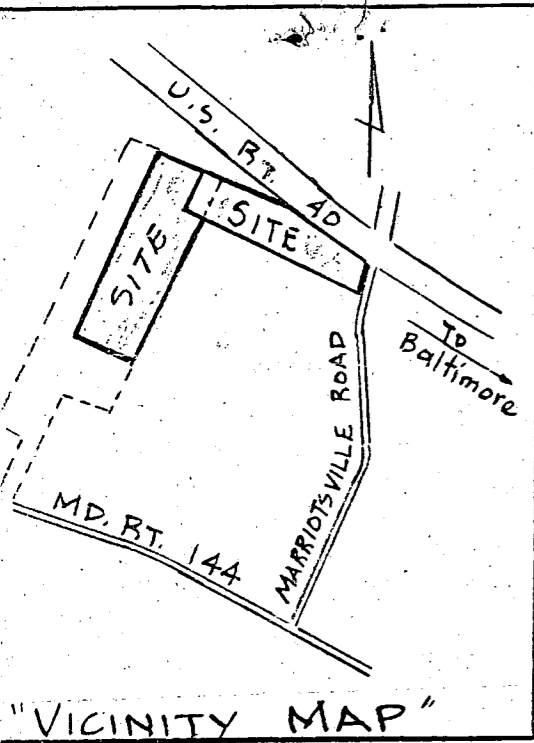 U.S. RT. 40
SITE
SITE
TO
Baltimore
MARRIOTSVILLE ROAD
MD. RT. 144
"VICINITY MAP"